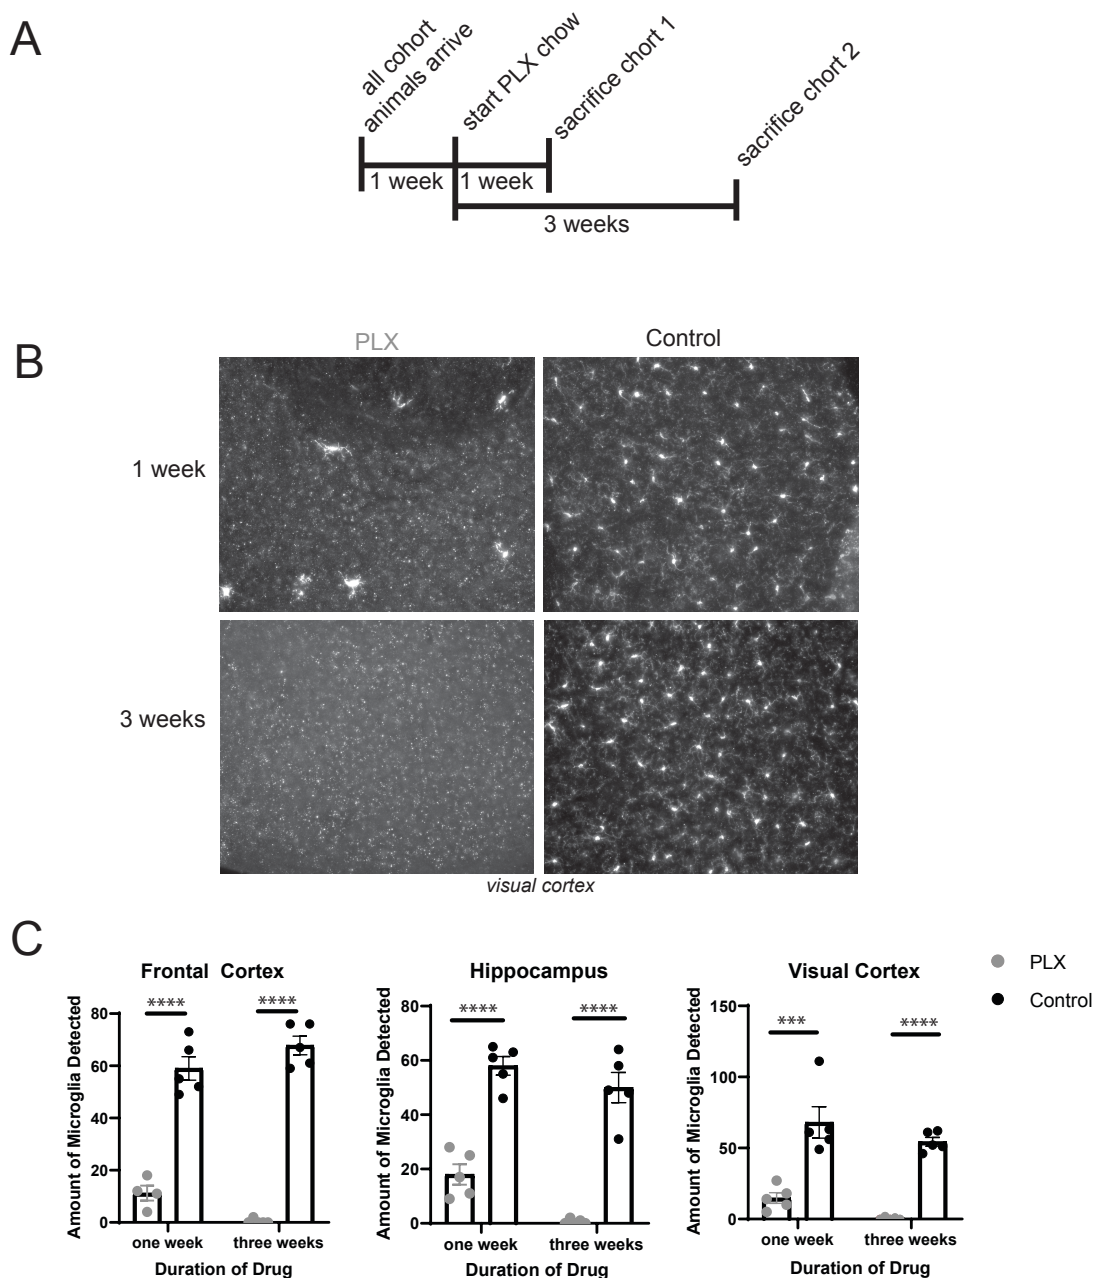 A
all cohort
animals arrive
start PLX chow
sacrifice chort 1
sacrifice chort 2
1 week
1 week
3 weeks
B
PLX
Control
1 week
3 weeks
visual cortex
C
Frontal Cortex
Amount of Microglia Detected
80
60
40
20
0
****
****
one week
three weeks
Duration of Drug
Hippocampus
Amount of Microglia Detected
80
60
40
20
0
****
****
one week
three weeks
Duration of Drug
Visual Cortex
Amount of Microglia Detected
150
100
50
0
***
****
one week
three weeks
Duration of Drug
PLX
Control